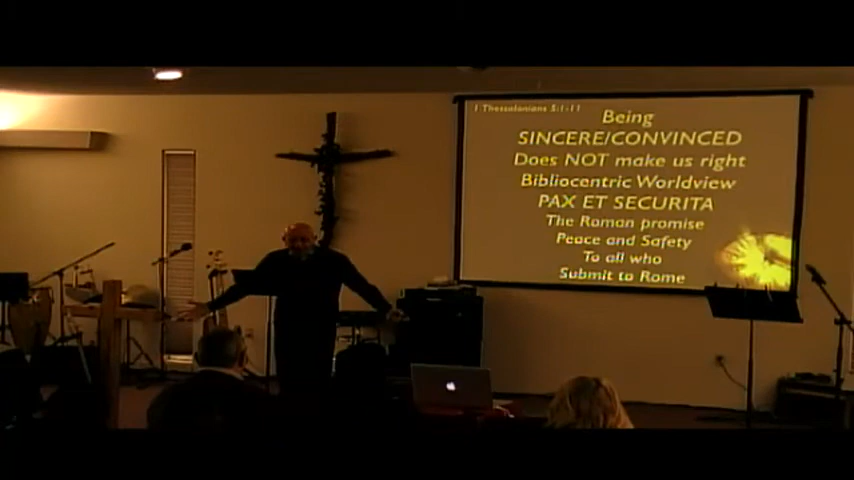 1 Thessalonians 5:1-11
Being
SINCERE/CONVINCED
Does NOT make us right
Bibliocentric Worldview
PAX ET SECURITA
The Roman promise
Peace and Safety
To all who
Submit to Rome